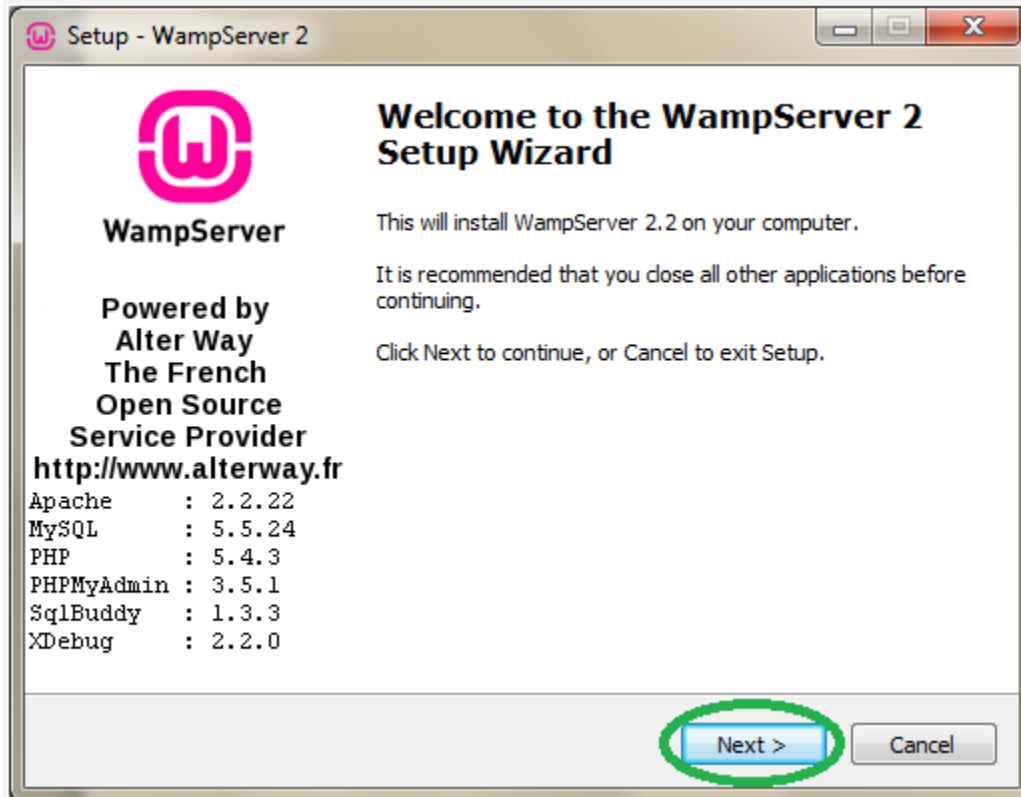 Setup - WampServer 2
WampServer
Powered by
Alter Way
The French
Open Source
Service Provider
http://www.alterway.fr
Apache : 2.2.22
MySQL : 5.5.24
PHP : 5.4.3
PHPMyAdmin : 3.5.1
SqlBuddy : 1.3.3
XDebug : 2.2.0
Welcome to the WampServer 2
Setup Wizard
This will install WampServer 2.2 on your computer.
It is recommended that you close all other applications before
continuing.
Click Next to continue, or Cancel to exit Setup.
Next >
Cancel